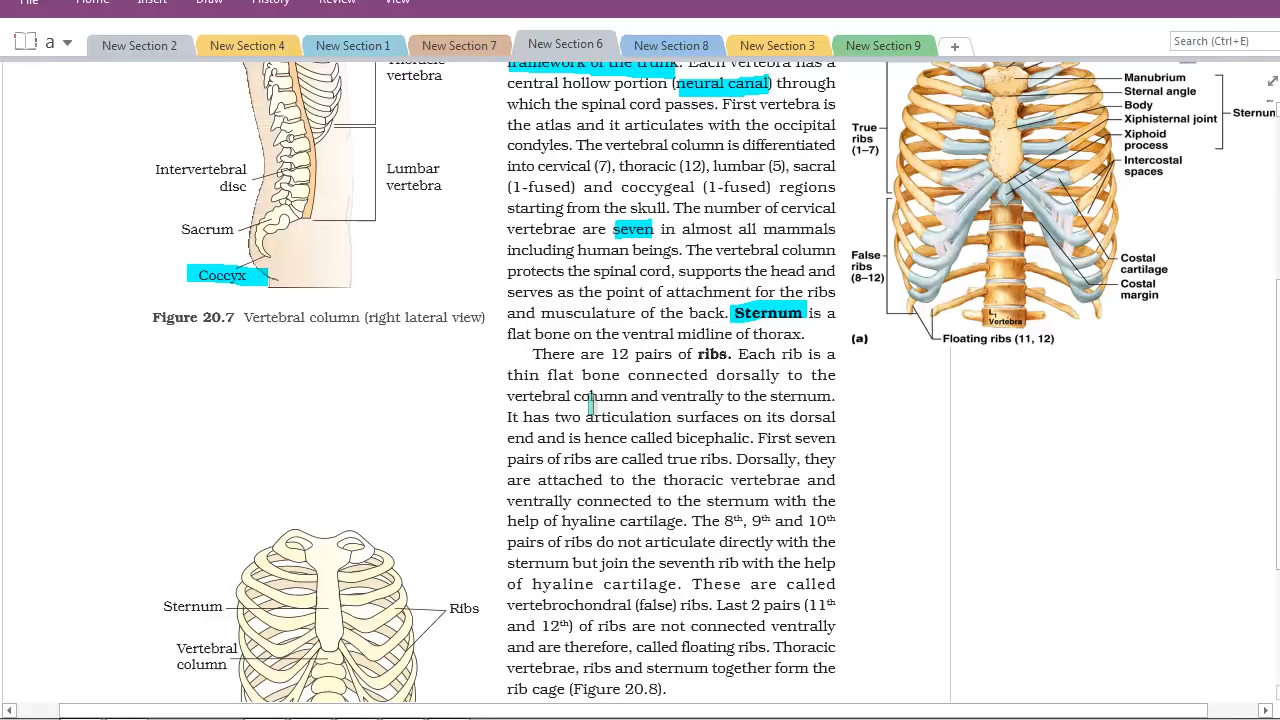 File Home Insert Draw History Review View
a
New Section 2
New Section 4
New Section 1
New Section 7
New Section 6
New Section 8
New Section 3
New Section 9
+
Search (Ctrl+E)
Thoracic
vertebra
Intervertebral
disc
Lumbar
vertebra
Sacrum
Coccyx
Figure 20.7 Vertebral column (right lateral view)
framework of the trunk. Each vertebra has a
central hollow portion (neural canal) through
which the spinal cord passes. First vertebra is
the atlas and it articulates with the occipital
condyles. The vertebral column is differentiated
into cervical (7), thoracic (12), lumbar (5), sacral
(1-fused) and coccygeal (1-fused) regions
starting from the skull. The number of cervical
vertebrae are seven in almost all mammals
including human beings. The vertebral column
protects the spinal cord, supports the head and
serves as the point of attachment for the ribs
and musculature of the back. Sternum is a
flat bone on the ventral midline of thorax.
There are 12 pairs of ribs. Each rib is a
thin flat bone connected dorsally to the
vertebral column and ventrally to the sternum.
It has two articulation surfaces on its dorsal
end and is hence called bicephalic. First seven
pairs of ribs are called true ribs. Dorsally, they
are attached to the thoracic vertebrae and
ventrally connected to the sternum with the
help of hyaline cartilage. The 8th, 9th and 10th
pairs of ribs do not articulate directly with the
sternum but join the seventh rib with the help
of hyaline cartilage. These are called
vertebrochondral (false) ribs. Last 2 pairs (11th
and 12th) of ribs are not connected ventrally
and are therefore, called floating ribs. Thoracic
vertebrae, ribs and sternum together form the
rib cage (Figure 20.8).
Sternum
Ribs
Vertebral
column
True
ribs
(1–7)
False
ribs
(8–12)
Manubrium
Sternal angle
Body
Xiphisternal joint
Xiphoid
process
Sternum
Intercostal
spaces
Costal
cartilage
Costal
margin
L1
Vertebra
Floating ribs (11, 12)
(a)